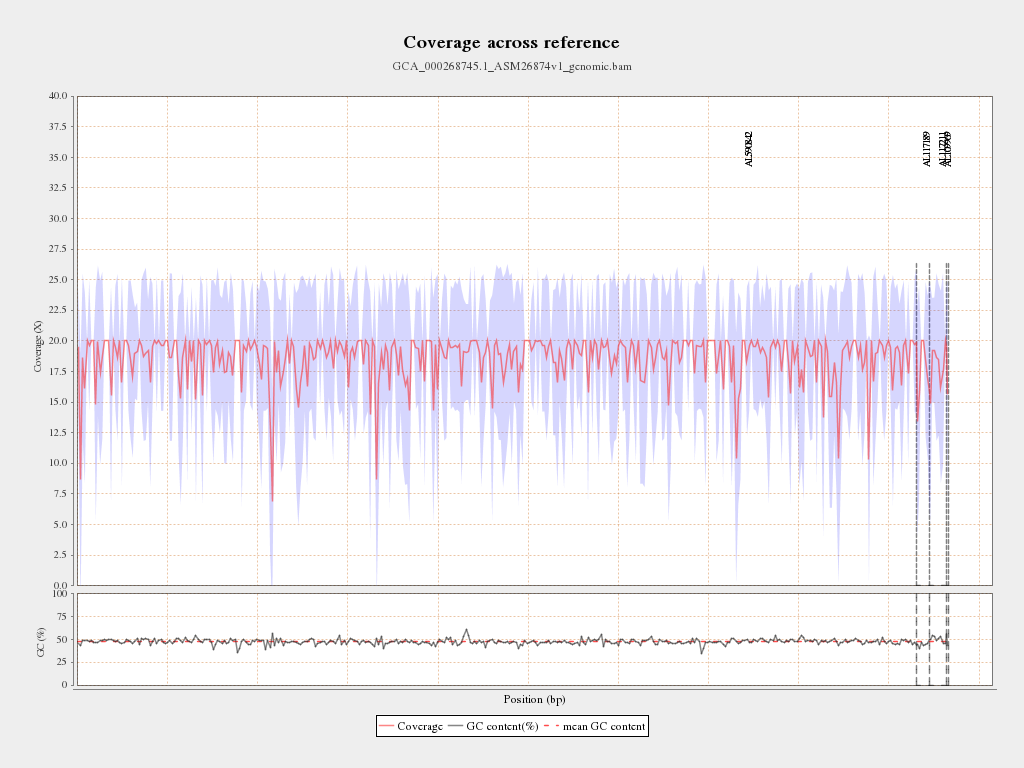 Coverage across reference
GCA_000268745.1_ASM26874v1_genomic.bam
40.0
37.5
35.0
32.5
30.0
27.5
25.0
22.5
20.0
17.5
15.0
12.5
10.0
7.5
5.0
2.5
0.0
Coverage (X)
AL590842
AL117189
AL117211
AL109969
100
75
50
25
0
GC (%)
Position (bp)
Coverage GC content(%) mean GC content